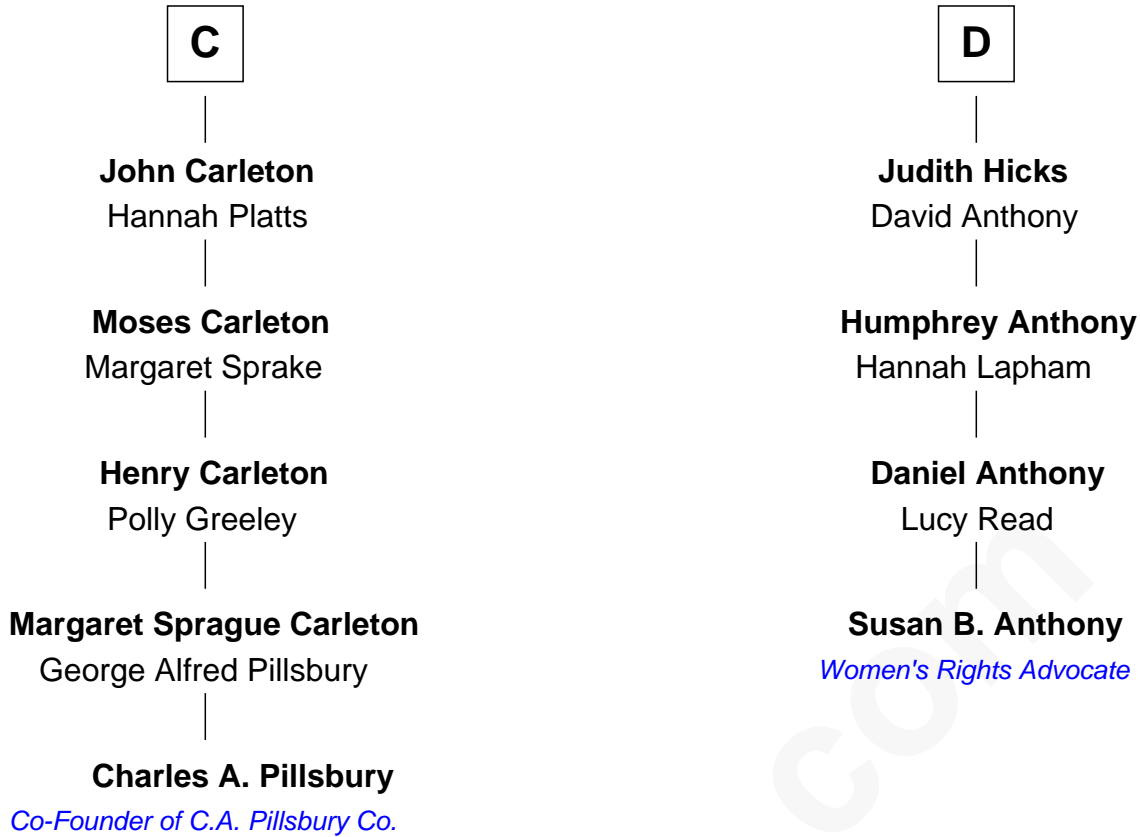 C
John Carleton
Hannah Platts
Moses Carleton
Margaret Sprake
Henry Carleton
Polly Greeley
Margaret Sprague Carleton
George Alfred Pillsbury
Charles A. Pillsbury
Co-Founder of C.A. Pillsbury Co.
D
Judith Hicks
David Anthony
Humphrey Anthony
Hannah Lapham
Daniel Anthony
Lucy Read
Susan B. Anthony
Women's Rights Advocate
com